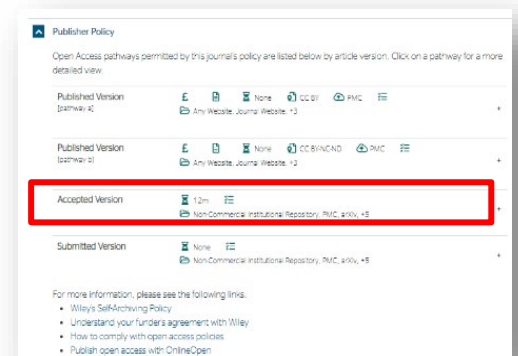 Publisher Policy
Open Access pathways permitted by this journal's policy are listed below by article version. Click on a pathway for a more
detailed view.
Published Version
[pathway a]
£ None CC BY PMC
Any Website, Journal Website, +3
+
Published Version
[pathway b]
£ None CC BY-NC-ND PMC
Any Website, Journal Website, +3
+
Accepted Version
12m
Non-Commercial Institutional Repository, PMC, arXiv, +5
+
Submitted Version
None
Non-Commercial Institutional Repository, PMC, arXiv, +5
+
For more information, please see the following links:
• Wiley's Self-Archiving Policy
• Understand your funder's agreement with Wiley
• How to comply with open access policies
• Publish open access with OnlineOpen